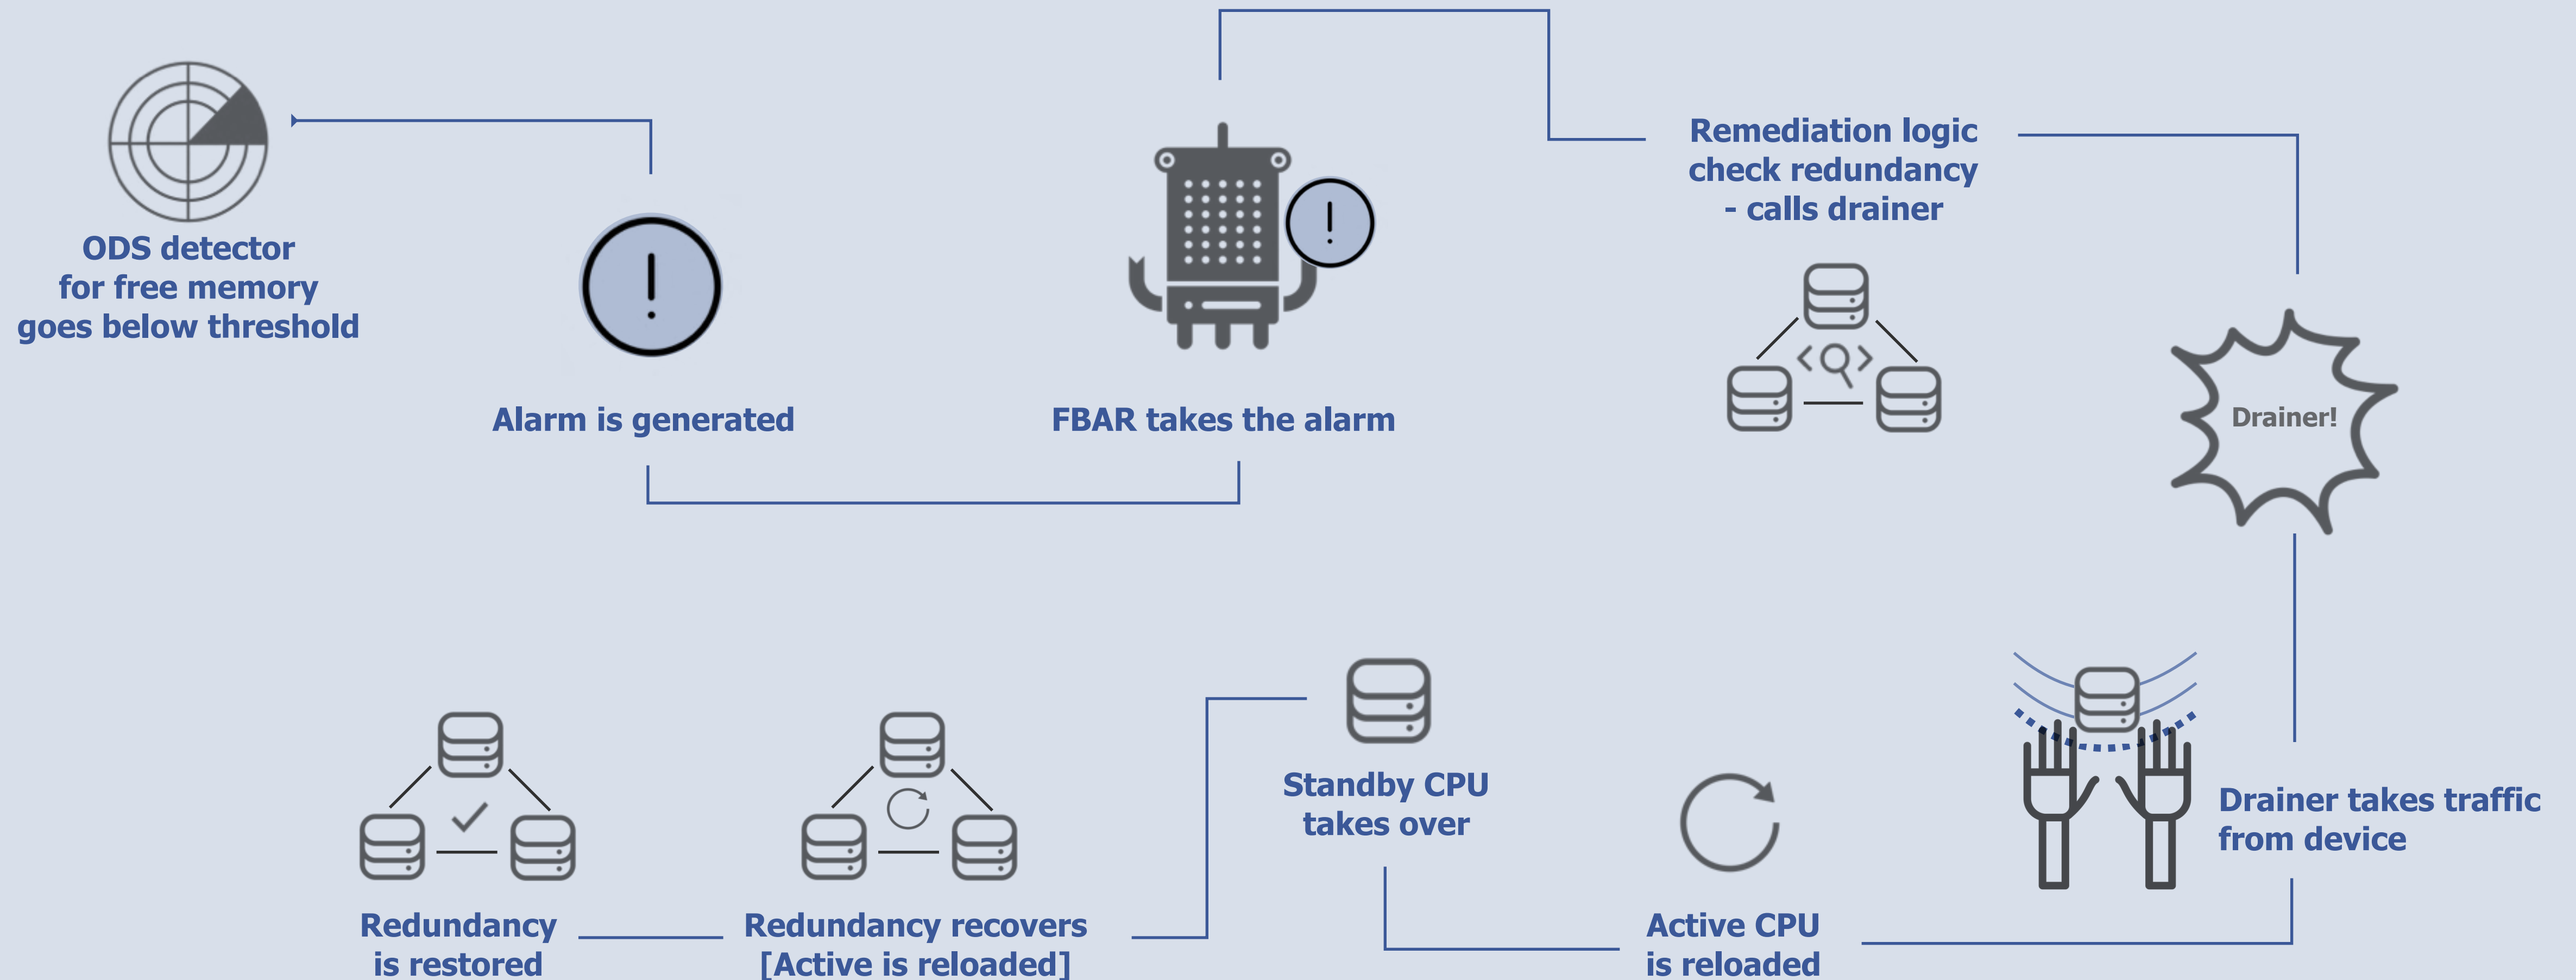 ODS detector
for free memory
goes below threshold
Alarm is generated
FBAR takes the alarm
Remediation logic
check redundancy
- calls drainer
Drainer!
Drainer takes traffic
from device
Active CPU
is reloaded
Standby CPU
takes over
Redundancy recovers
[Active is reloaded]
Redundancy
is restored